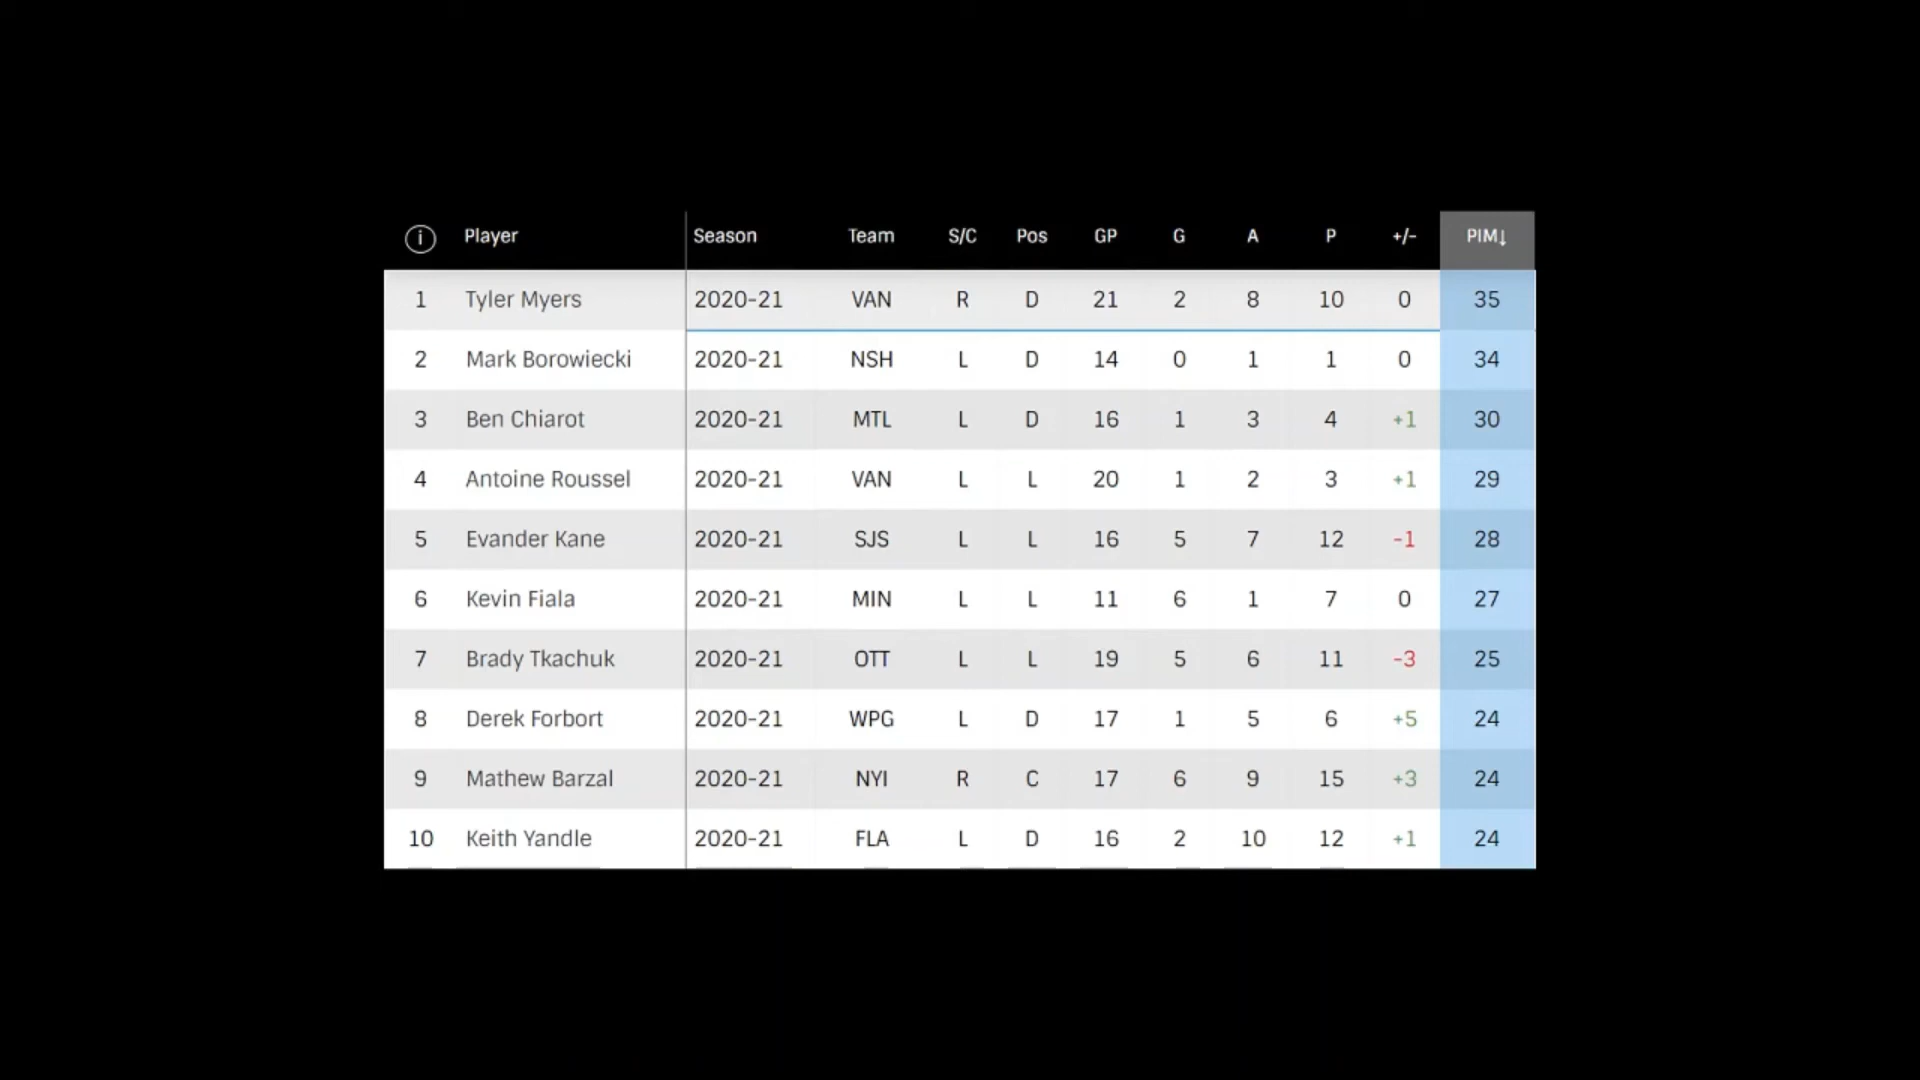 i Player Season Team S/C Pos GP G A P +/- PIM↓
1 Tyler Myers 2020-21 VAN R D 21 2 8 10 0 35
2 Mark Borowiecki 2020-21 NSH L D 14 0 1 1 0 34
3 Ben Chiarot 2020-21 MTL L D 16 1 3 4 +1 30
4 Antoine Roussel 2020-21 VAN L L 20 1 2 3 +1 29
5 Evander Kane 2020-21 SJS L L 16 5 7 12 -1 28
6 Kevin Fiala 2020-21 MIN L L 11 6 1 7 0 27
7 Brady Tkachuk 2020-21 OTT L L 19 5 6 11 -3 25
8 Derek Forbort 2020-21 WPG L D 17 1 5 6 +5 24
9 Mathew Barzal 2020-21 NYI R C 17 6 9 15 +3 24
10 Keith Yandle 2020-21 FLA L D 16 2 10 12 +1 24